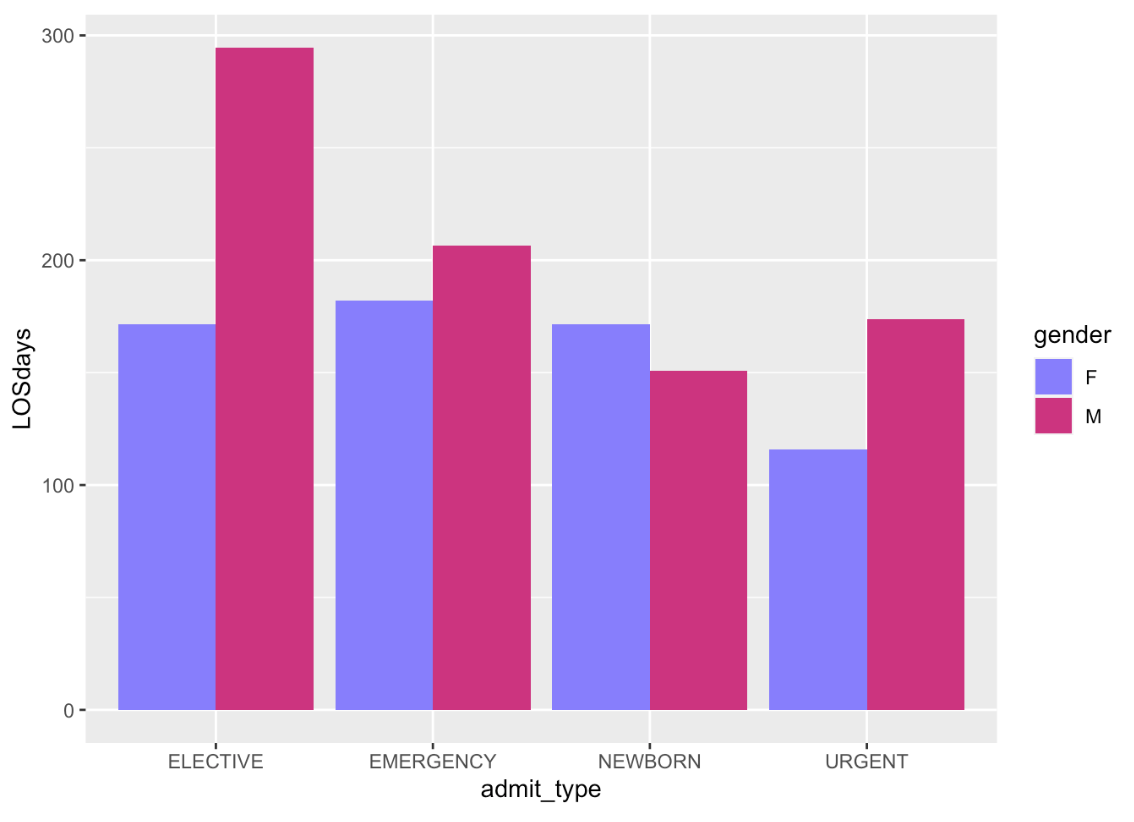 300
200
100
0
LOSdays
ELECTIVE
EMERGENCY
NEWBORN
URGENT
admit_type
gender
F
M